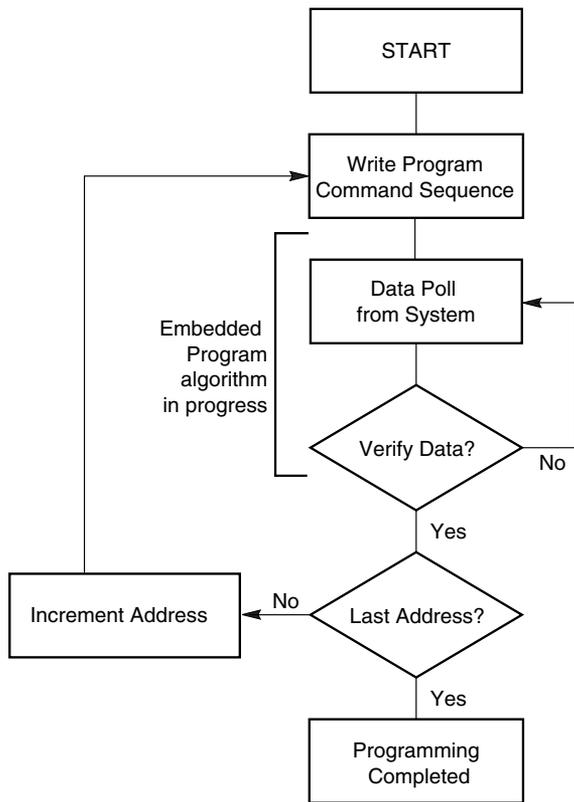 START
Write Program
Command Sequence
Data Poll
from System
Embedded
Program
algorithm
in progress
Verify Data?
No
Yes
Increment Address
No
Last Address?
Yes
Programming
Completed